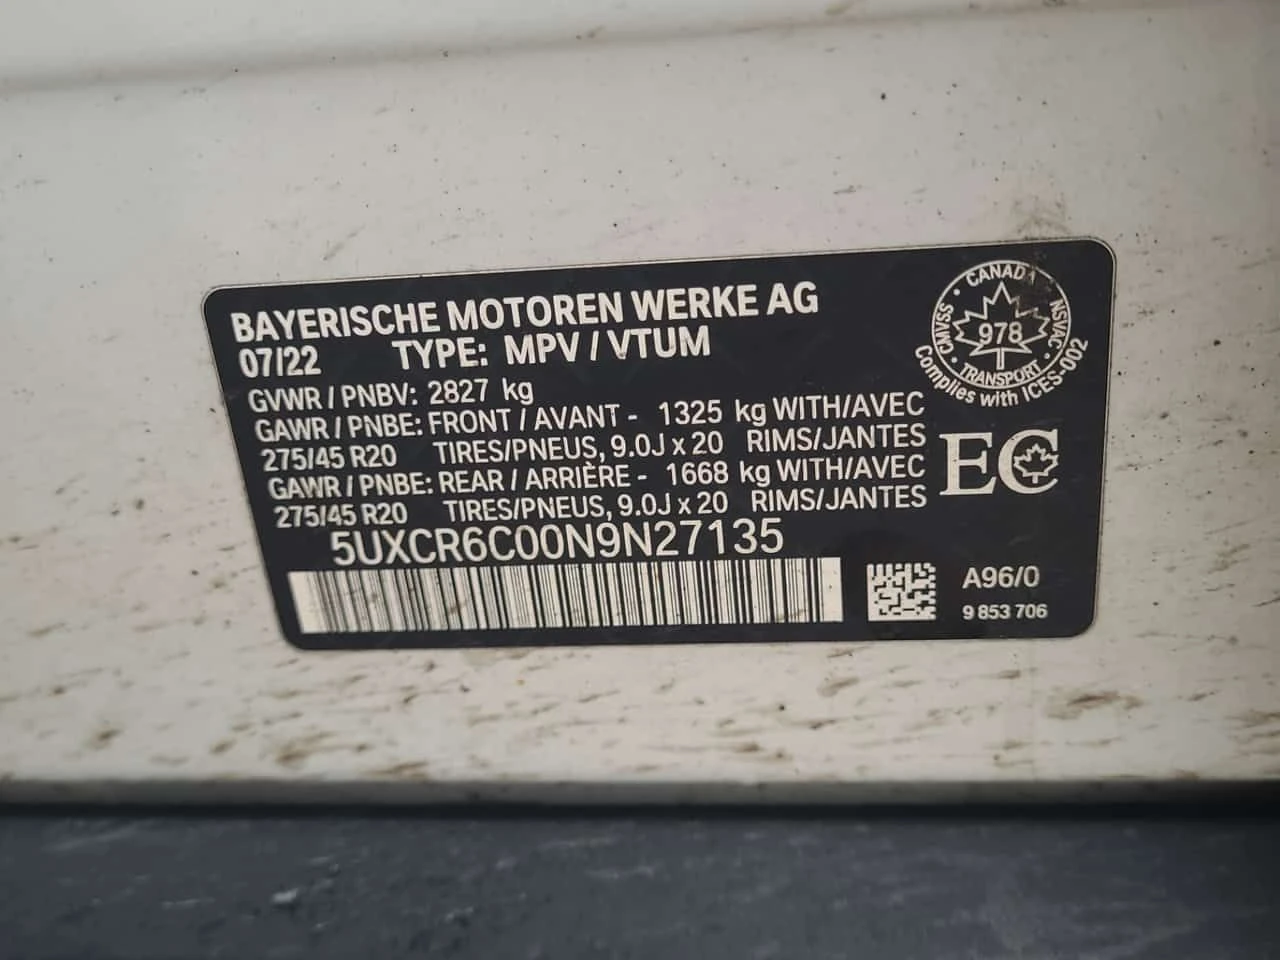 BAYERISCHE MOTOREN WERKE AG
07/22 TYPE: MPV / VTUM
GVWR / PNBV: 2827 kg
GAWR / PNBE: FRONT / AVANT - 1325 kg WITH/AVEC
275/45 R20 TIRES/PNEUS, 9.0J x 20 RIMS/JANTES
GAWR / PNBE: REAR / ARRIÈRE - 1668 kg WITH/AVEC
275/45 R20 TIRES/PNEUS, 9.0J x 20 RIMS/JANTES
5UXCR6C00N9N27135
CANADA
CMVSS
NSVAC
978
TRANSPORT
Complies with ICES-002
EC
A96/0
9 853 706